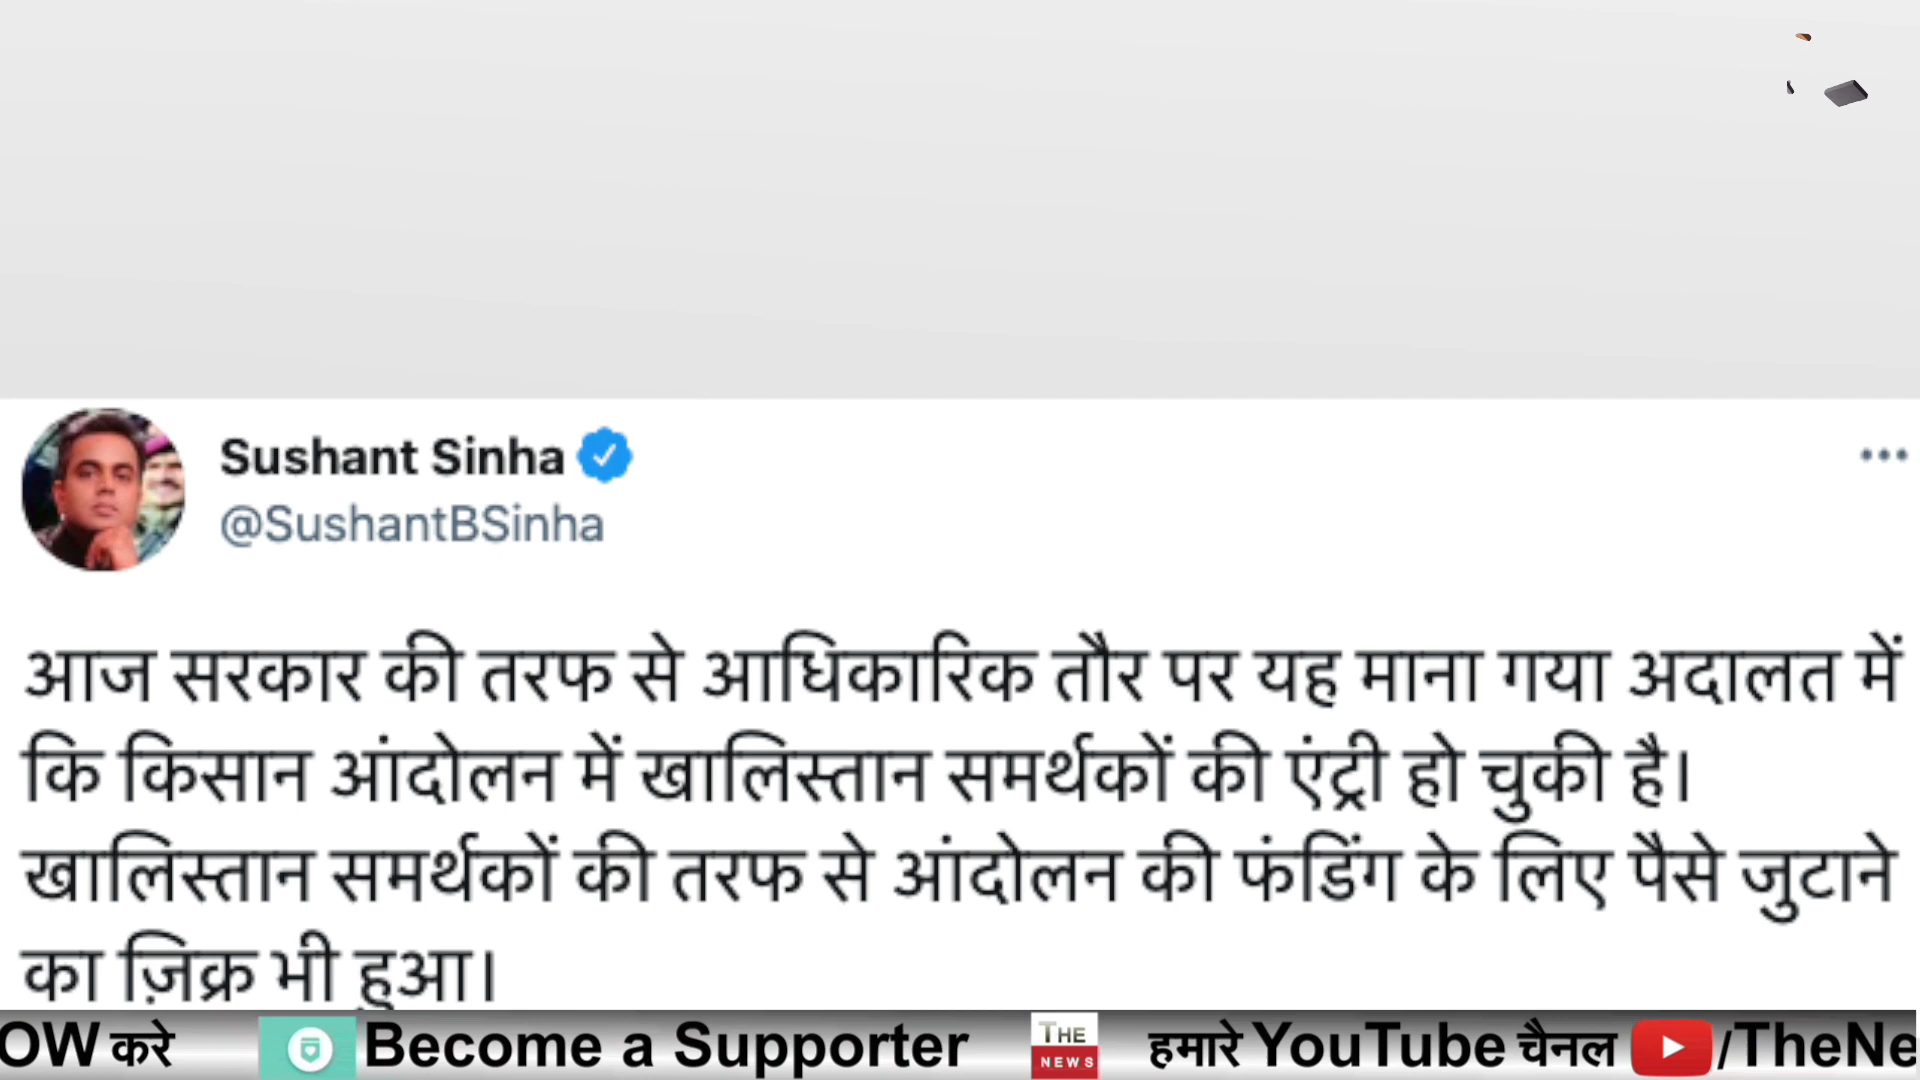 Sushant Sinha
@SushantBSinha
आज सरकार की तरफ से आधिकारिक तौर पर यह माना गया अदालत में
कि किसान आंदोलन में खालिस्तान समर्थकों की एंट्री हो चुकी है।
खालिस्तान समर्थकों की तरफ से आंदोलन की फंडिंग के लिए पैसे जुटाने
का ज़िक्र भी हुआ।
OW करे Become a Supporter THE NEWS हमारे YouTube चैनल /TheNe